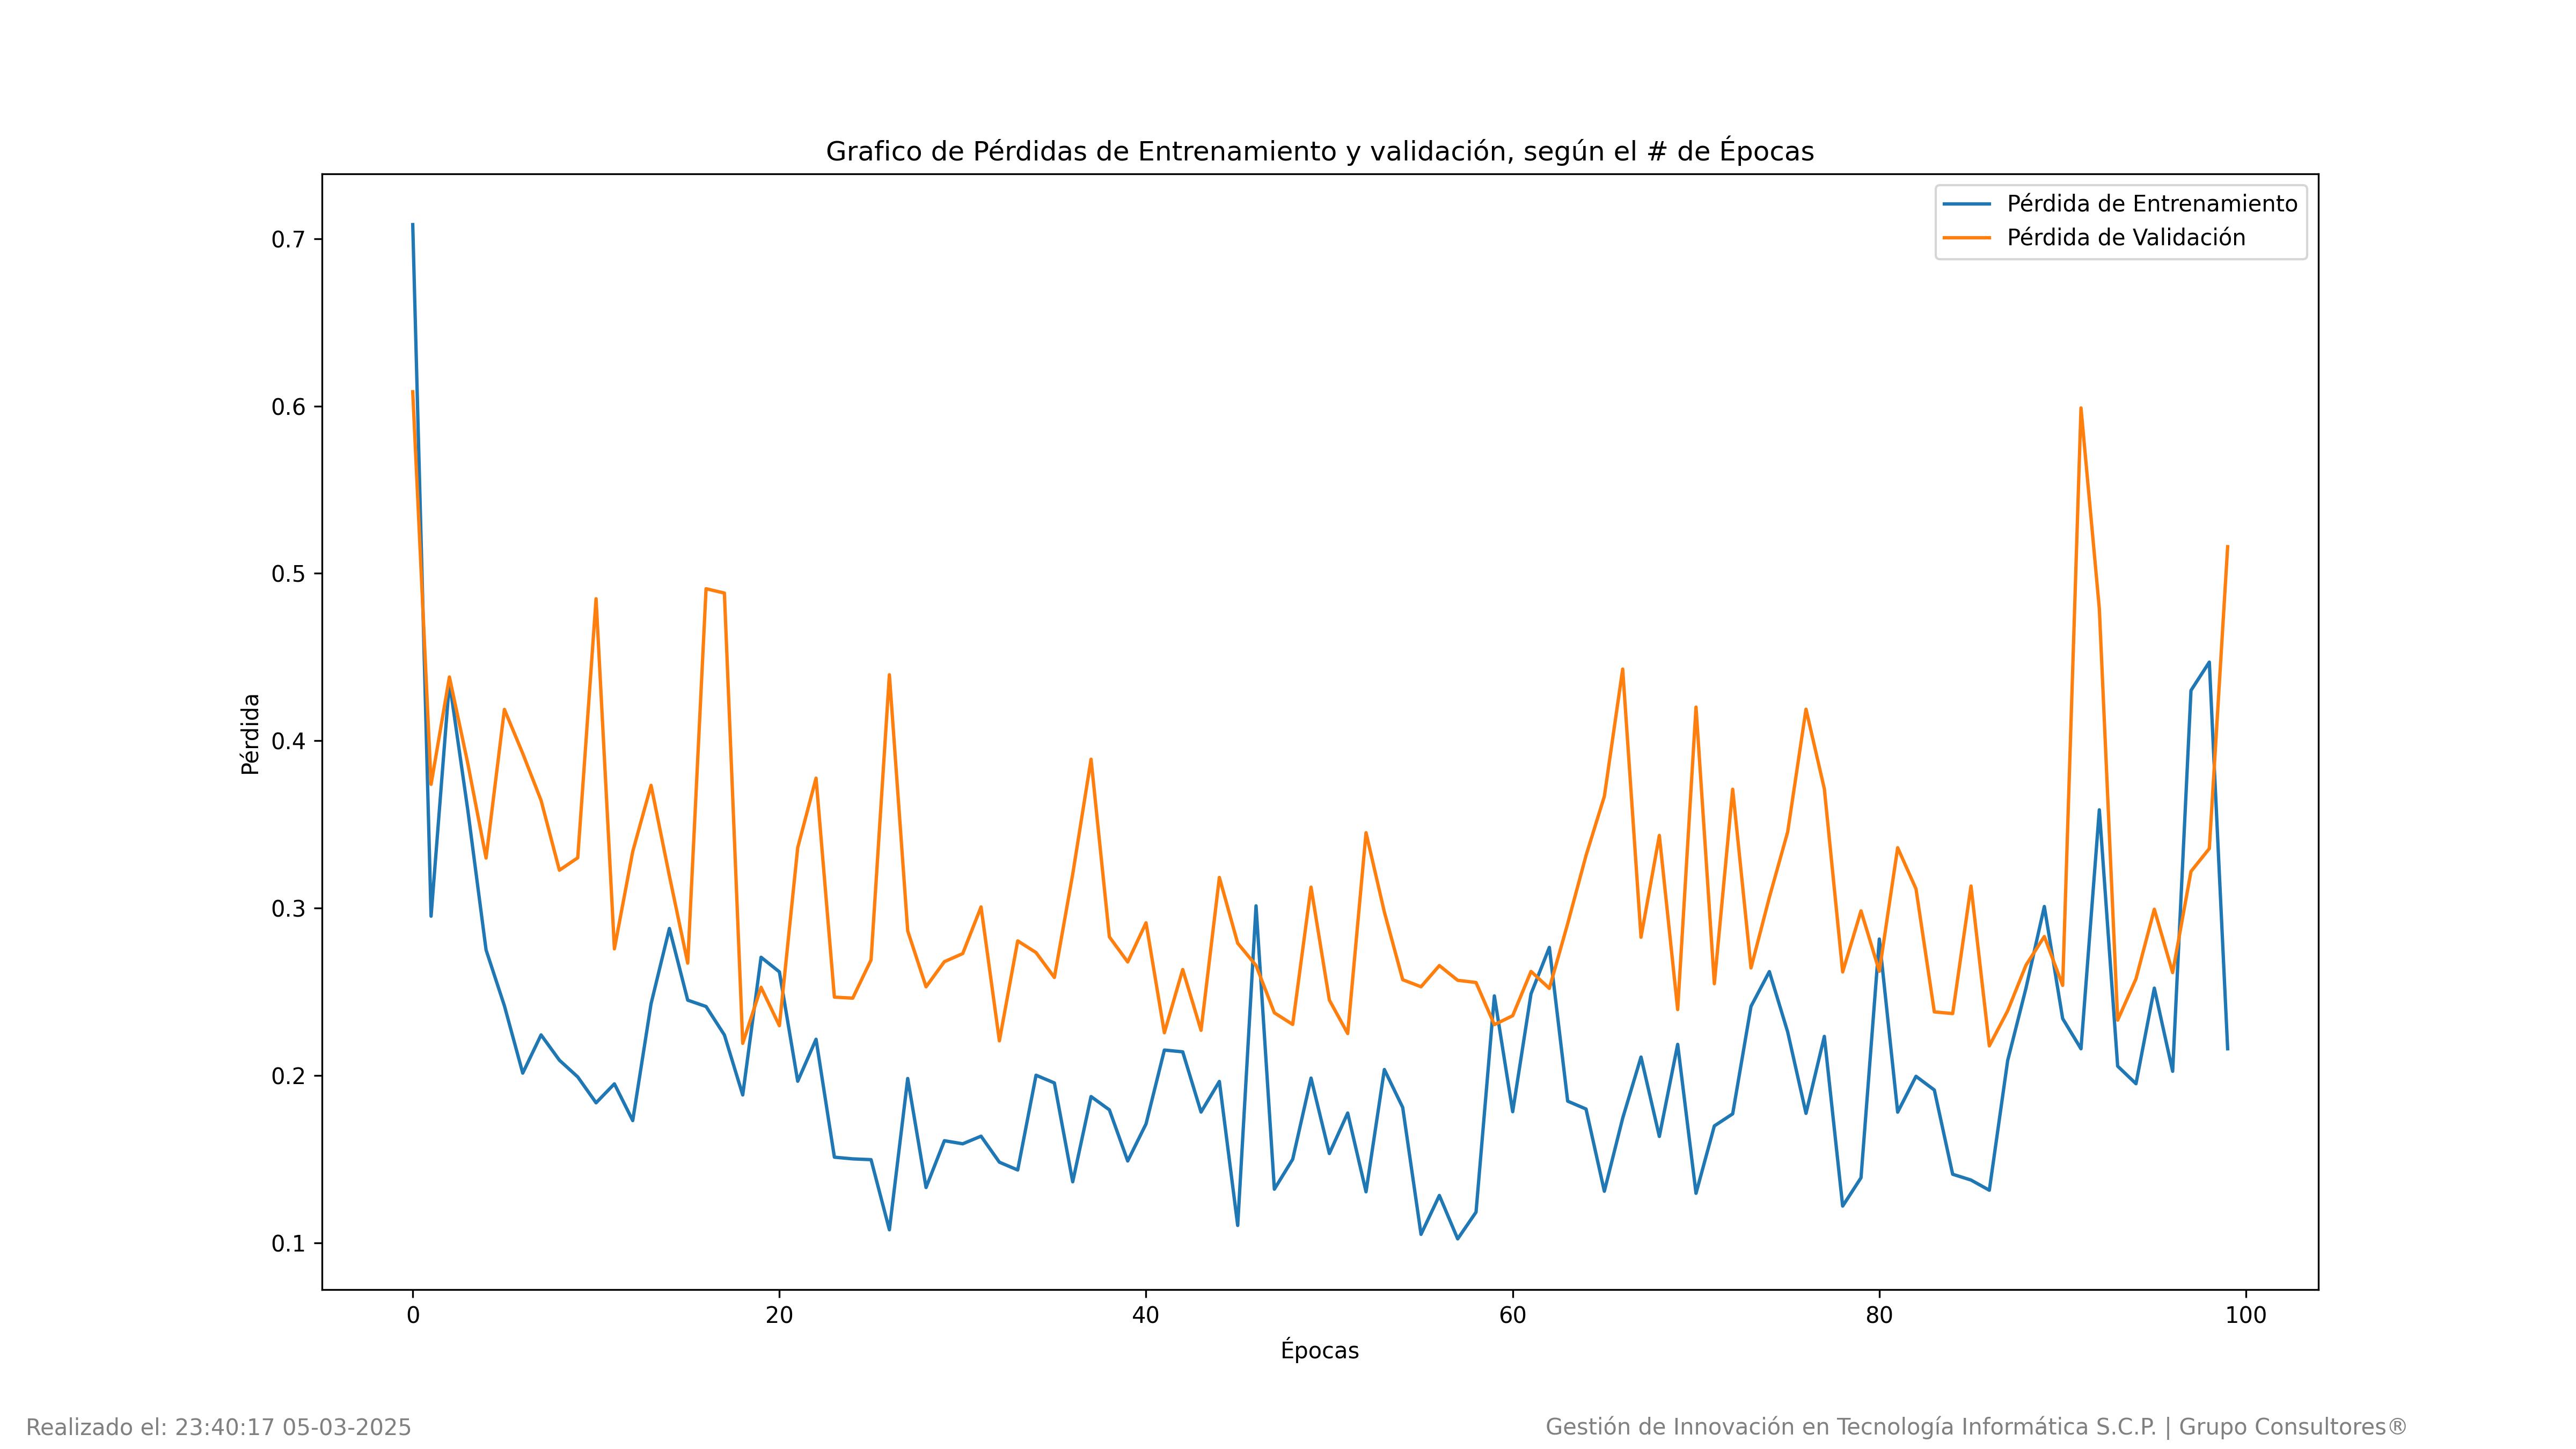 Grafico de Pérdidas de Entrenamiento y validación, según el # de Épocas
Pérdida de Entrenamiento
Pérdida de Validación
Pérdida
0.7
0.6
0.5
0.4
0.3
0.2
0.1
0 20 40 60 80 100
Épocas
Realizado el: 23:40:17 05-03-2025
Gestión de Innovación en Tecnología Informática S.C.P. | Grupo Consultores®